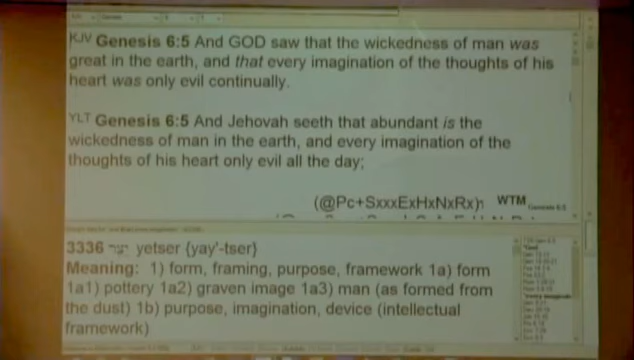 KJV Genesis 6:5 And GOD saw that the wickedness of man was
great in the earth, and that every imagination of the thoughts of his
heart was only evil continually.
YLT Genesis 6:5 And Jehovah seeth that abundant is the
wickedness of man in the earth, and every imagination of the
thoughts of his heart only evil all the day;
(@Pc+SxxxExHxNxRx)׃ WTM Genesis 6:5
3336 יצר yetser {yay'-tser}
Meaning: 1) form, framing, purpose, framework 1a) form
1a1) pottery 1a2) graven image 1a3) man (as formed from
the dust) 1b) purpose, imagination, device (intellectual
framework)